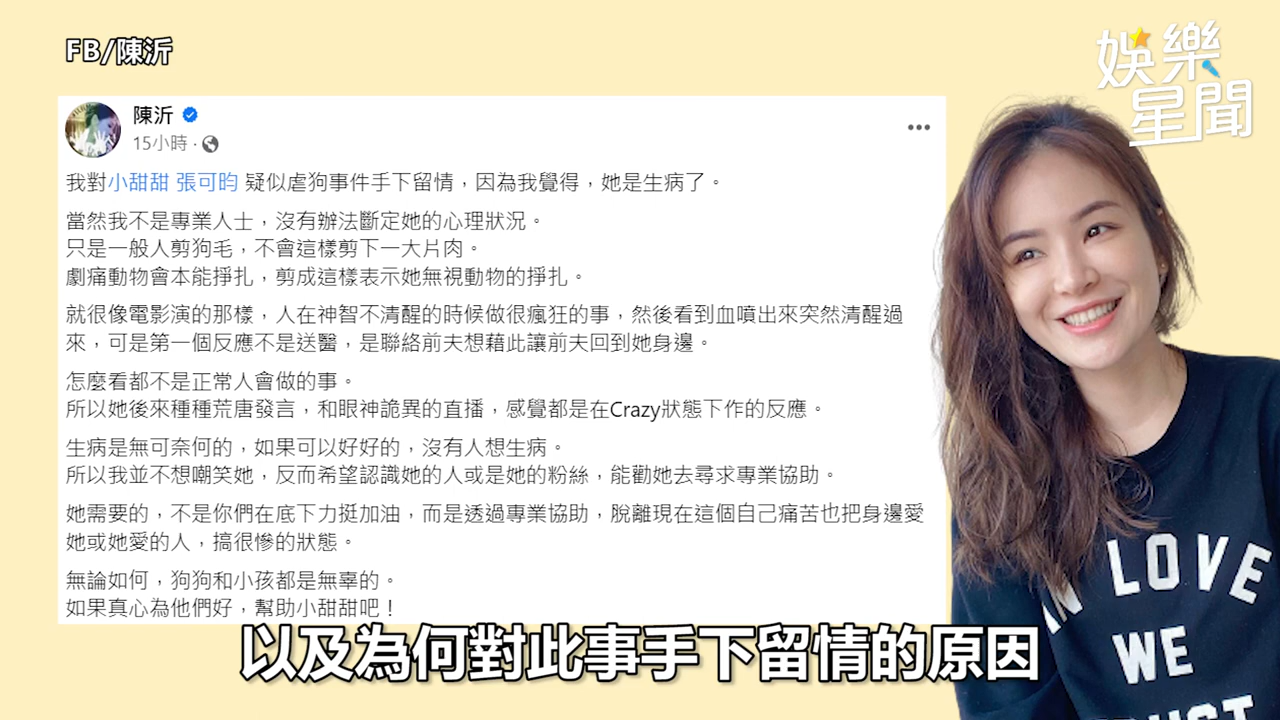 FB/陳沂
娛樂
星聞
陳沂
15小時 ·
我對小甜甜 張可昀 疑似虐狗事件手下留情，因為我覺得，她是生病了。
當然我不是專業人士，沒有辦法斷定她的心理狀況。
只是一般人剪狗毛，不會這樣剪下一大片肉。
劇痛動物會本能掙扎，剪成這樣表示她無視動物的掙扎。
就很像電影演的那樣，人在神智不清醒的時候做很瘋狂的事，然後看到血噴出來突然清醒過
來，可是第一個反應不是送醫，是聯絡前夫想藉此讓前夫回到她身邊。
怎麼看都不是正常人會做的事。
所以她後來種種荒唐發言，和眼神詭異的直播，感覺都是在Crazy狀態下作的反應。
生病是無可奈何的，如果可以好好的，沒有人想生病。
所以我並不想嘲笑她，反而希望認識她的人或是她的粉絲，能勸她去尋求專業協助。
她需要的，不是你們在底下力挺加油，而是透過專業協助，脫離現在這個自己痛苦也把身邊愛
她或她愛的人，搞很慘的狀態。
無論如何，狗狗和小孩都是無辜的。
如果真心為他們好，幫助小甜甜吧！
LOVE
WE
以及為何對此事手下留情的原因